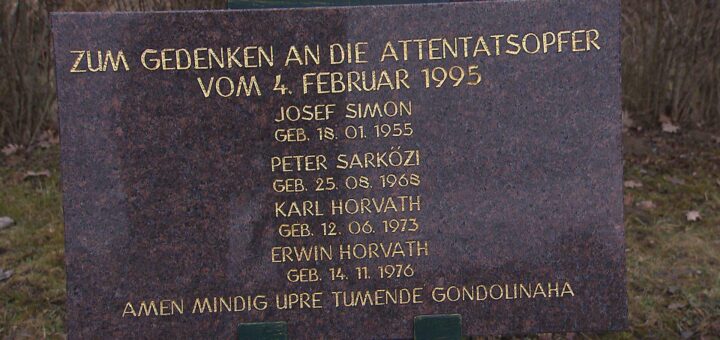 ZUM GEDENKEN AN DIE ATTENTATSOPFER
VOM 4. FEBRUAR 1995
JOSEF SIMON
GEB. 18. 01. 1955
PETER SARKÖZI
GEB. 25. 08. 1968
KARL HORVATH
GEB. 12. 06. 1973
ERWIN HORVATH
GEB. 14. 11. 1976
AMEN MINDIG UPRE TUMENDE GONDOLINAHA